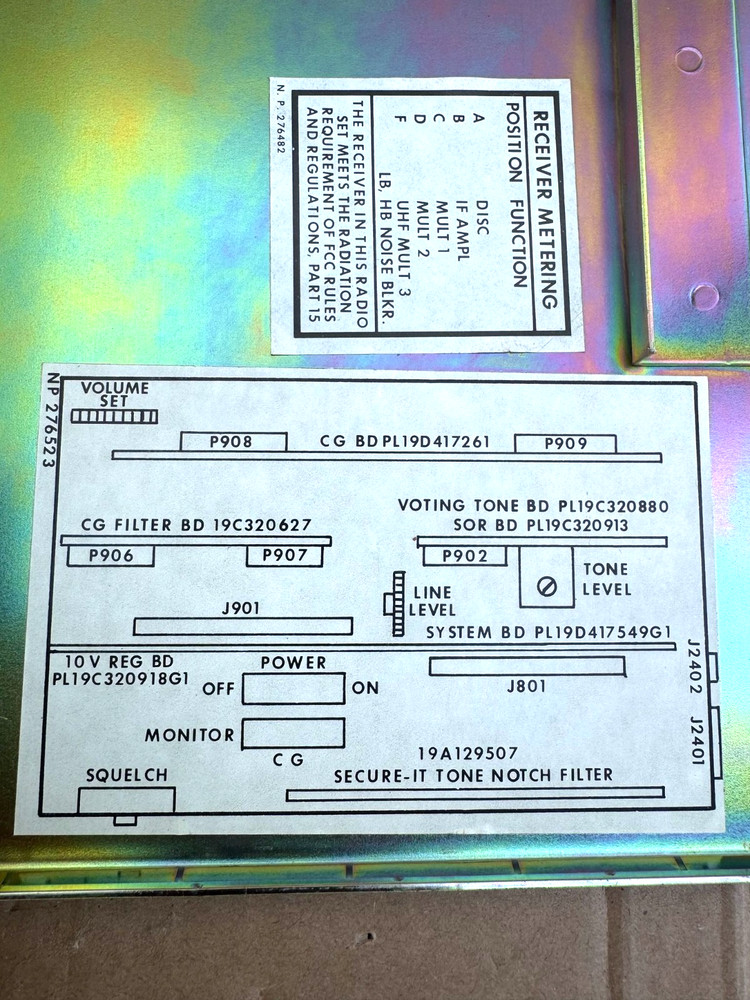 N. P. 276482
RECEIVER METERING
POSITION FUNCTION
A DISC
B IF AMPL
C MULT 1
D MULT 2
F UHF MULT 3
LB, HB NOISE BLKR.
THE RECEIVER IN THIS RADIO
SET MEETS THE RADIATION
REQUIREMENT OF FCC RULES
AND REGULATIONS, PART 15
NP 276523
VOLUME
SET
P908
CG BD PL19D417261
P909
VOTING TONE BD PL19C320880
SOR BD PL19C320913
CG FILTER BD 19C320627
P906
P907
P902
TONE
LEVEL
LINE
LEVEL
J901
SYSTEM BD PL19D417549G1
10 V REG BD
PL19C320918G1
POWER
OFF
ON
J801
J2402
J2401
MONITOR
C G
19A129507
SECURE-IT TONE NOTCH FILTER
SQUELCH